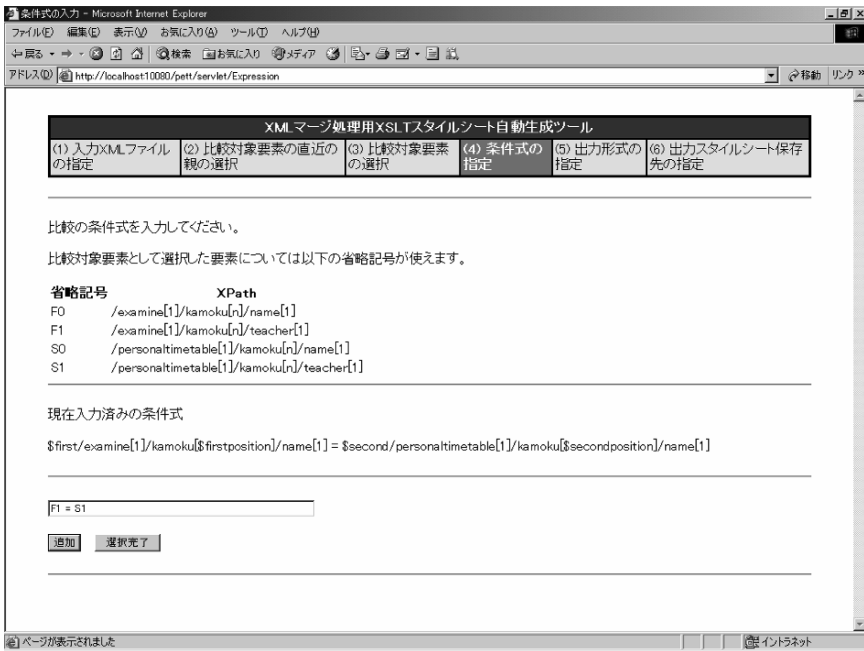 条件式の入力 - Microsoft Internet Explorer
ファイル(F) 編集(E) 表示(V) お気に入り(A) ツール(T) ヘルプ(H)
戻る 検索 お気に入り メディア
アドレス(D) http://localhost:10080/pett/servlet/Expression 移動 リンク »
XMLマージ処理用XSLTスタイルシート自動生成ツール
(1) 入力XMLファイル (2) 比較対象要素の直近の (3) 比較対象要素 (4) 条件式の (5) 出力形式の (6) 出力スタイルシート保存
の指定 親の選択 の選択 指定 指定 先の指定
比較の条件式を入力してください。
比較対象要素として選択した要素については以下の省略記号が使えます。
省略記号 XPath
F0 /examine[1]/kamoku[n]/name[1]
F1 /examine[1]/kamoku[n]/teacher[1]
S0 /personaltimetable[1]/kamoku[n]/name[1]
S1 /personaltimetable[1]/kamoku[n]/teacher[1]
現在入力済みの条件式
$first/examine[1]/kamoku[$firstposition]/name[1] = $second/personaltimetable[1]/kamoku[$secondposition]/name[1]
F1 = S1
追加 選択完了
ページが表示されました イントラネット